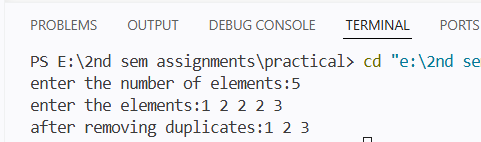 PROBLEMS OUTPUT DEBUG CONSOLE TERMINAL PORTS
PS E:\2nd sem assignments\practical> cd "e:\2nd se
enter the number of elements:5
enter the elements:1 2 2 2 3
after removing duplicates:1 2 3